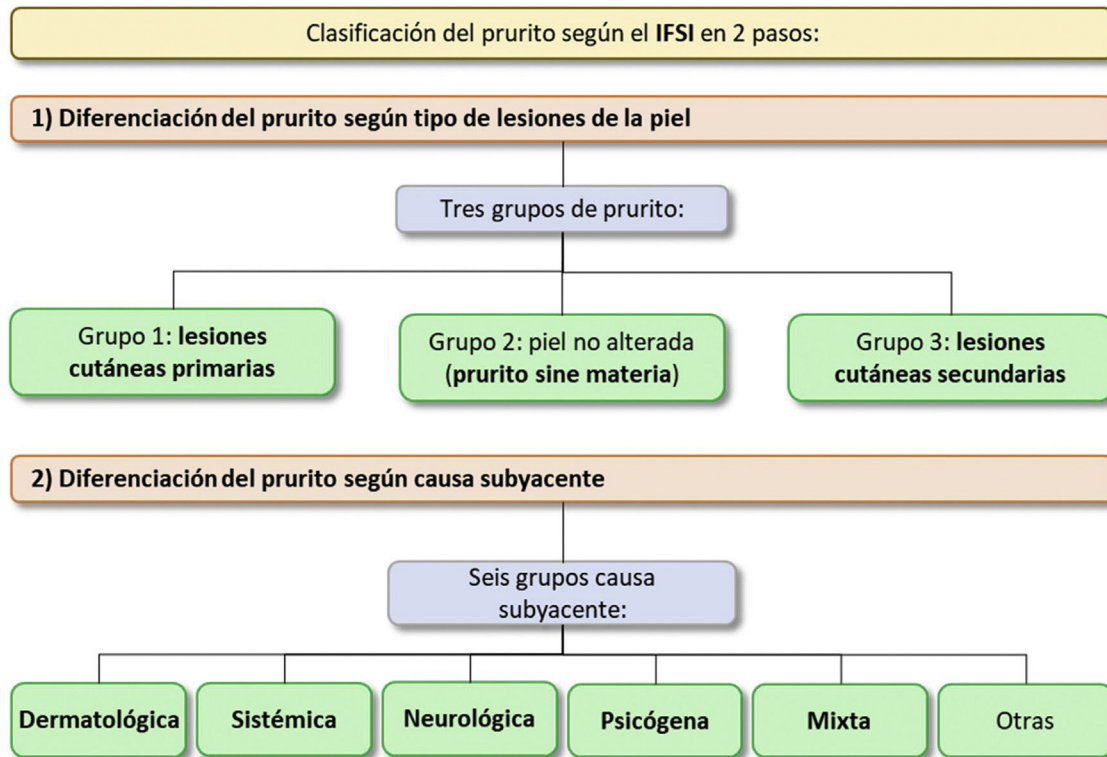 Clasificación del prurito según el IFSI en 2 pasos:
1) Diferenciación del prurito según tipo de lesiones de la piel
Tres grupos de prurito:
Grupo 1: lesiones
cutáneas primarias
Grupo 2: piel no alterada
(prurito sine materia)
Grupo 3: lesiones
cutáneas secundarias
2) Diferenciación del prurito según causa subyacente
Seis grupos causa
subyacente:
Dermatológica
Sistémica
Neurológica
Psicógena
Mixta
Otras